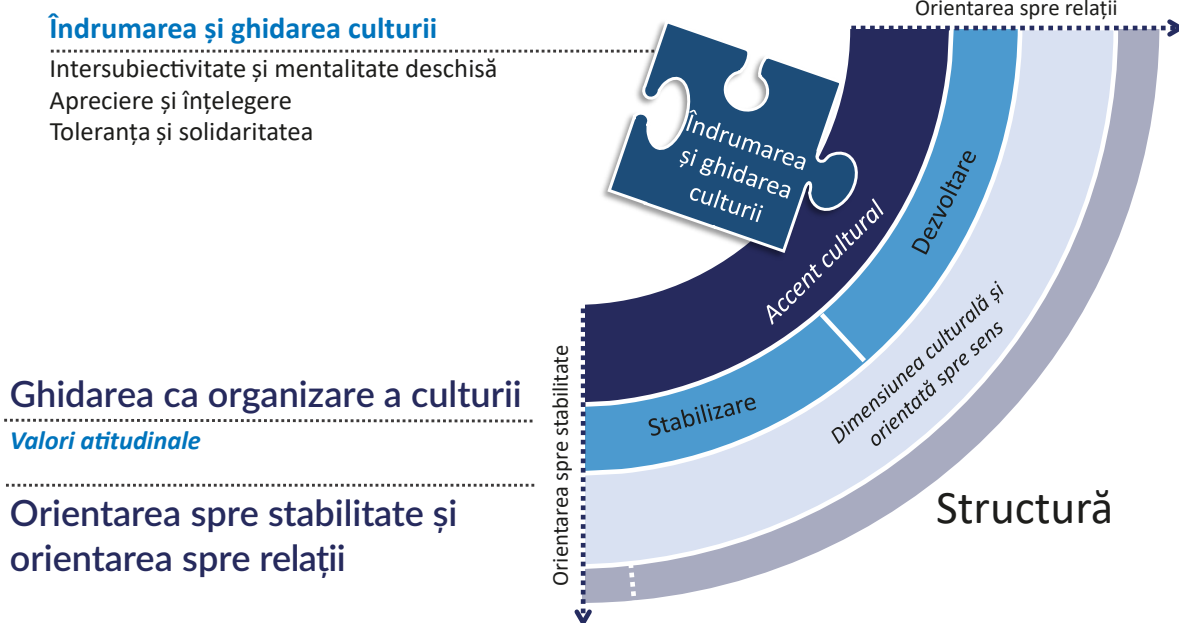 Orientarea spre relații
Îndrumarea și ghidarea culturii
Intersubiectivitate și mentalitate deschisă
Apreciere și înțelegere
Toleranța și solidaritatea
Îndrumarea
și ghidarea
culturii
Accent cultural
Dezvoltare
Stabilizare
Dimensiunea culturală și
orientată spre sens
Orientarea spre stabilitate
Ghidarea ca organizare a culturii
Valori atitudinale
Orientarea spre stabilitate și
orientarea spre relații
Structură